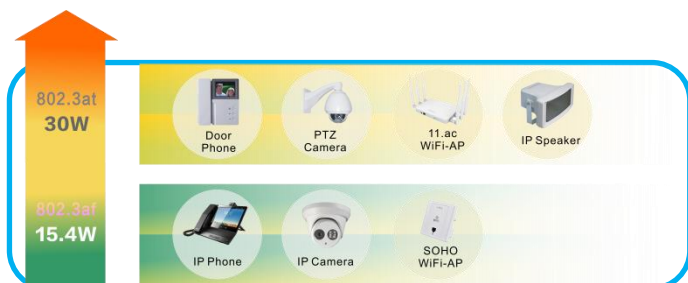 802.3at
30W
Door
Phone
PTZ
Camera
11.ac
WiFi-AP
IP Speaker
802.3af
15.4W
IP Phone
IP Camera
SOHO
WiFi-AP